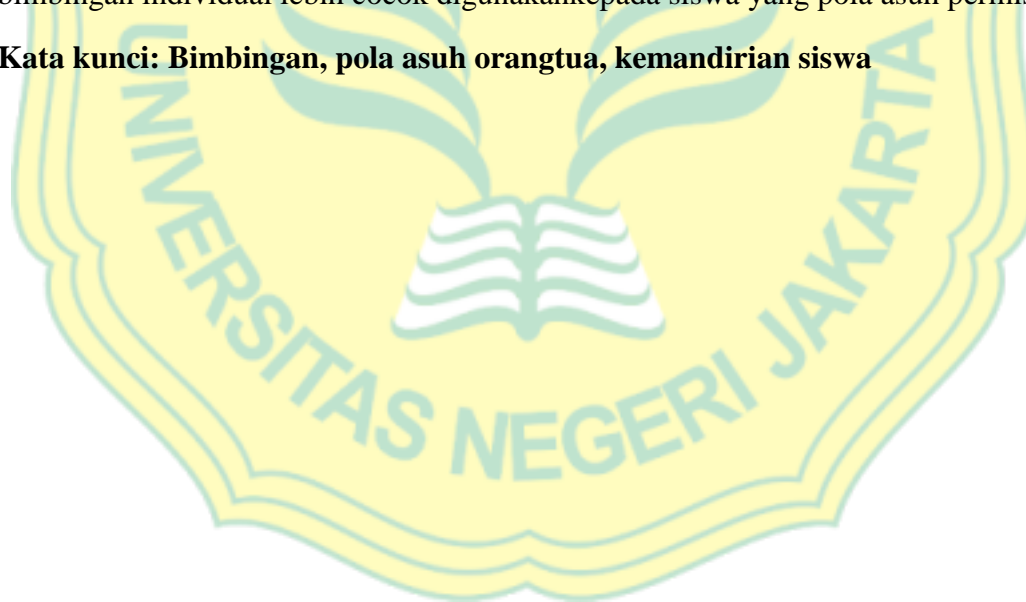 bimbingan individual lebih cocok digunakankepada siswa yang pola asuh
Kata kunci: Bimbingan, pola asuh orangtua, kemandirian siswa
UNIVERSITAS NEGERI JAKARTA